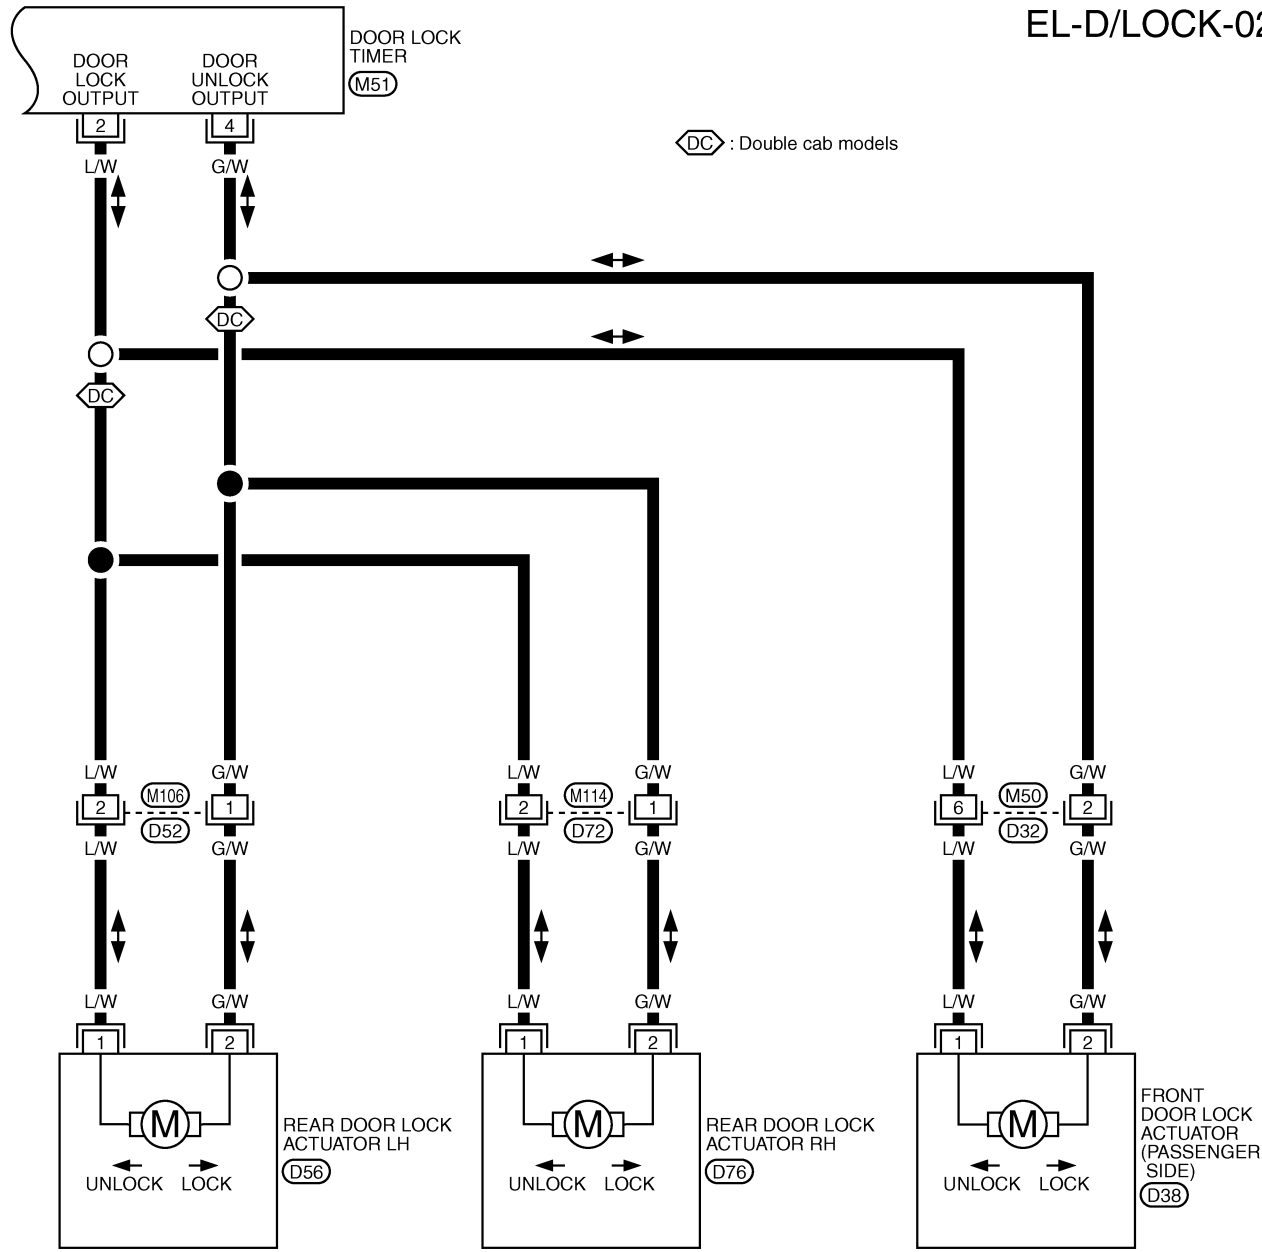 EL-D/LOCK-02
DOOR LOCK
TIMER
M51
DOOR
LOCK
OUTPUT
DOOR
UNLOCK
OUTPUT
2
4
L/W
G/W
DC : Double cab models
DC
DC
L/W
G/W
L/W
G/W
L/W
G/W
2
M106
D52
1
2
M114
D72
1
6
M50
D32
2
L/W
G/W
L/W
G/W
L/W
G/W
L/W
G/W
L/W
G/W
L/W
G/W
1
2
1
2
1
2
M
UNLOCK
LOCK
REAR DOOR LOCK
ACTUATOR LH
D56
M
UNLOCK
LOCK
REAR DOOR LOCK
ACTUATOR RH
D76
M
UNLOCK
LOCK
FRONT
DOOR LOCK
ACTUATOR
(PASSENGER
SIDE)
D38